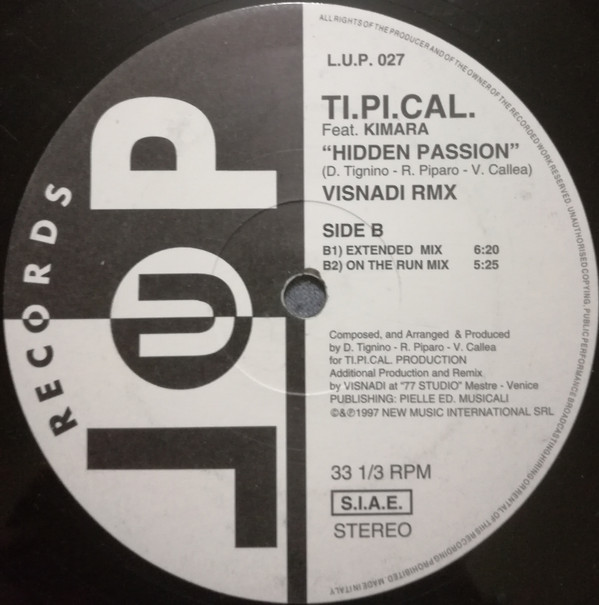 ALL RIGHTS OF THE PRODUCER AND OF THE OWNER OF THE RECORDED WORK RESERVED. UNAUTHORISED COPYING, PUBLIC PERFORMANCE BROADCASTING, HIRING OR RENTAL OF THIS RECORDING PROHIBITED. MADE IN ITALY
LUP
RECORDS
L.U.P. 027
TI.PI.CAL.
Feat. KIMARA
"HIDDEN PASSION"
(D. Tignino - R. Piparo - V. Callea)
VISNADI RMX
SIDE B
B1) EXTENDED MIX 6:20
B2) ON THE RUN MIX 5:25
Composed, and Arranged & Produced
by D. Tignino - R. Piparo - V. Callea
for TI.PI.CAL. PRODUCTION
Additional Production and Remix
by VISNADI at "77 STUDIO" Mestre - Venice
PUBLISHING: PIELLE ED. MUSICALI
©&℗1997 NEW MUSIC INTERNATIONAL SRL
33 1/3 RPM
S.I.A.E.
STEREO